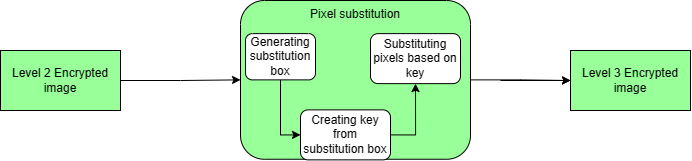 Pixel substitution
Level 2 Encrypted
image
Generating
substitution
box
Creating key
from
substitution box
Substituting
pixels based on
key
Level 3 Encrypted
image